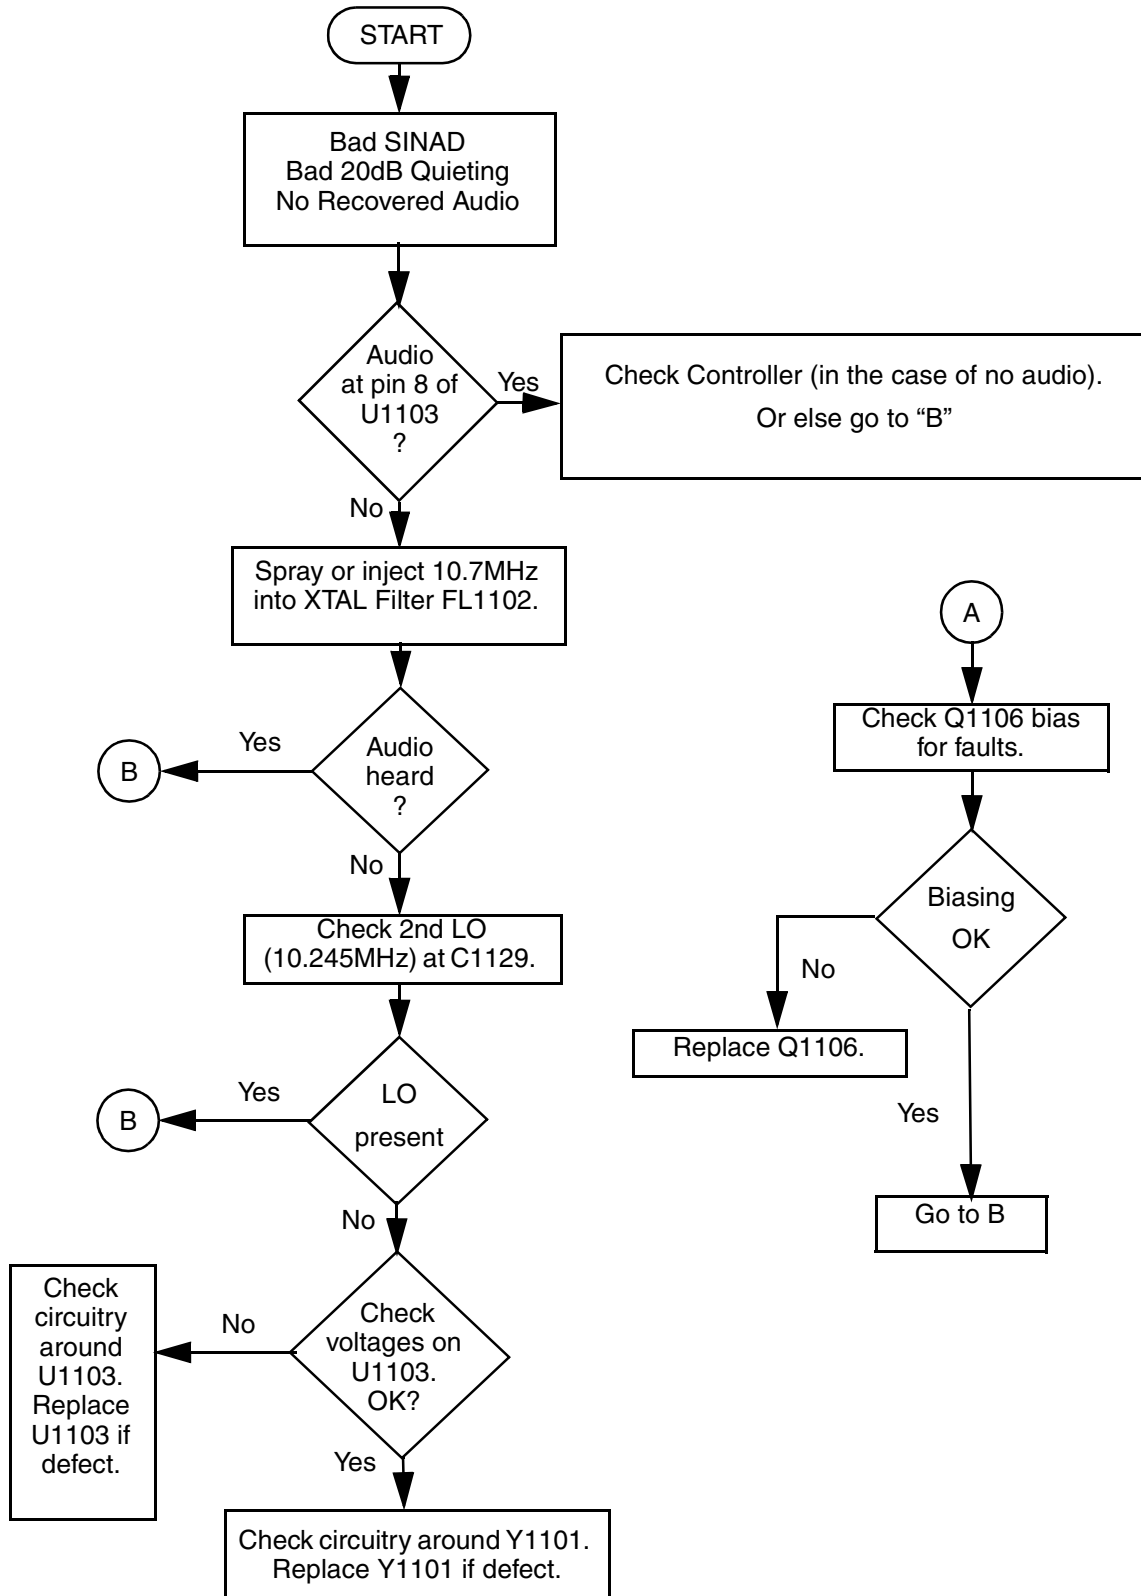 START
Bad SINAD
Bad 20dB Quieting
No Recovered Audio
Audio
at pin 8 of
U1103
?
Yes
Check Controller (in the case of no audio).
Or else go to “B”
No
Spray or inject 10.7MHz
into XTAL Filter FL1102.
Audio
heard
?
Yes
B
No
Check 2nd LO
(10.245MHz) at C1129.
LO
present
Yes
B
No
Check
voltages on
U1103.
OK?
No
Check
circuitry
around
U1103.
Replace
U1103 if
defect.
Yes
Check circuitry around Y1101.
Replace Y1101 if defect.
A
Check Q1106 bias
for faults.
Biasing
OK
No
Replace Q1106.
Yes
Go to B